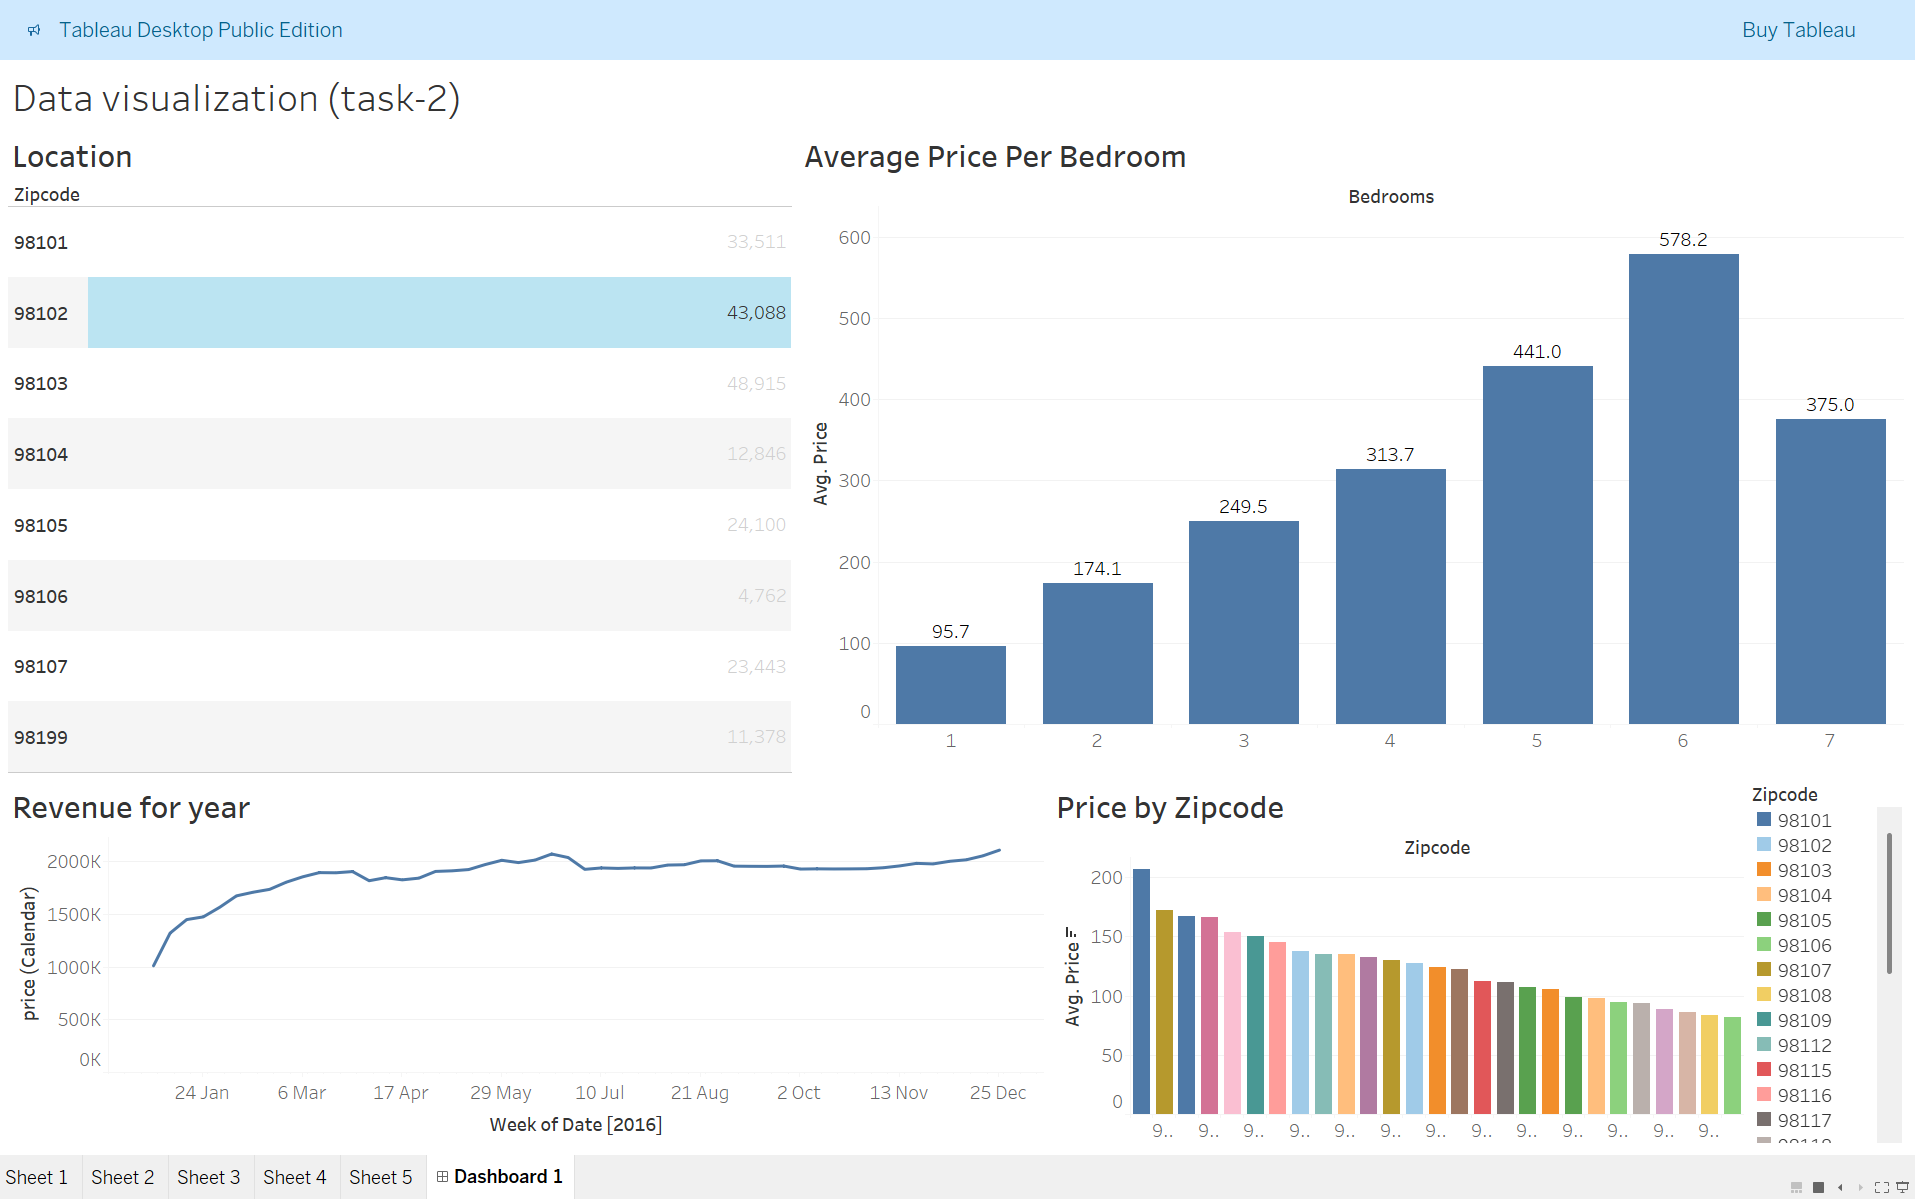 Tableau Desktop Public Edition
Buy Tableau
Data visualization (task-2)
Location
Zipcode
98101 33,511
98102 43,088
98103 48,915
98104 12,846
98105 24,100
98106 4,762
98107 23,443
98199 11,378
Average Price Per Bedroom
Bedrooms
Avg. Price
600
500
400
300
200
100
0
95.7
174.1
249.5
313.7
441.0
578.2
375.0
1 2 3 4 5 6 7
Revenue for year
price (Calendar)
2000K
1500K
1000K
500K
0K
24 Jan 6 Mar 17 Apr 29 May 10 Jul 21 Aug 2 Oct 13 Nov 25 Dec
Week of Date [2016]
Price by Zipcode
Zipcode
Avg. Price
200
150
100
50
0
9.. 9.. 9.. 9.. 9.. 9.. 9.. 9.. 9.. 9.. 9.. 9.. 9..
Zipcode
98101
98102
98103
98104
98105
98106
98107
98108
98109
98112
98115
98116
98117
Sheet 1 Sheet 2 Sheet 3 Sheet 4 Sheet 5 Dashboard 1